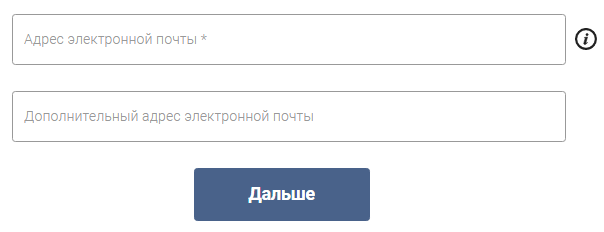 Адрес электронной почты *
i
Дополнительный адрес электронной почты
Дальше